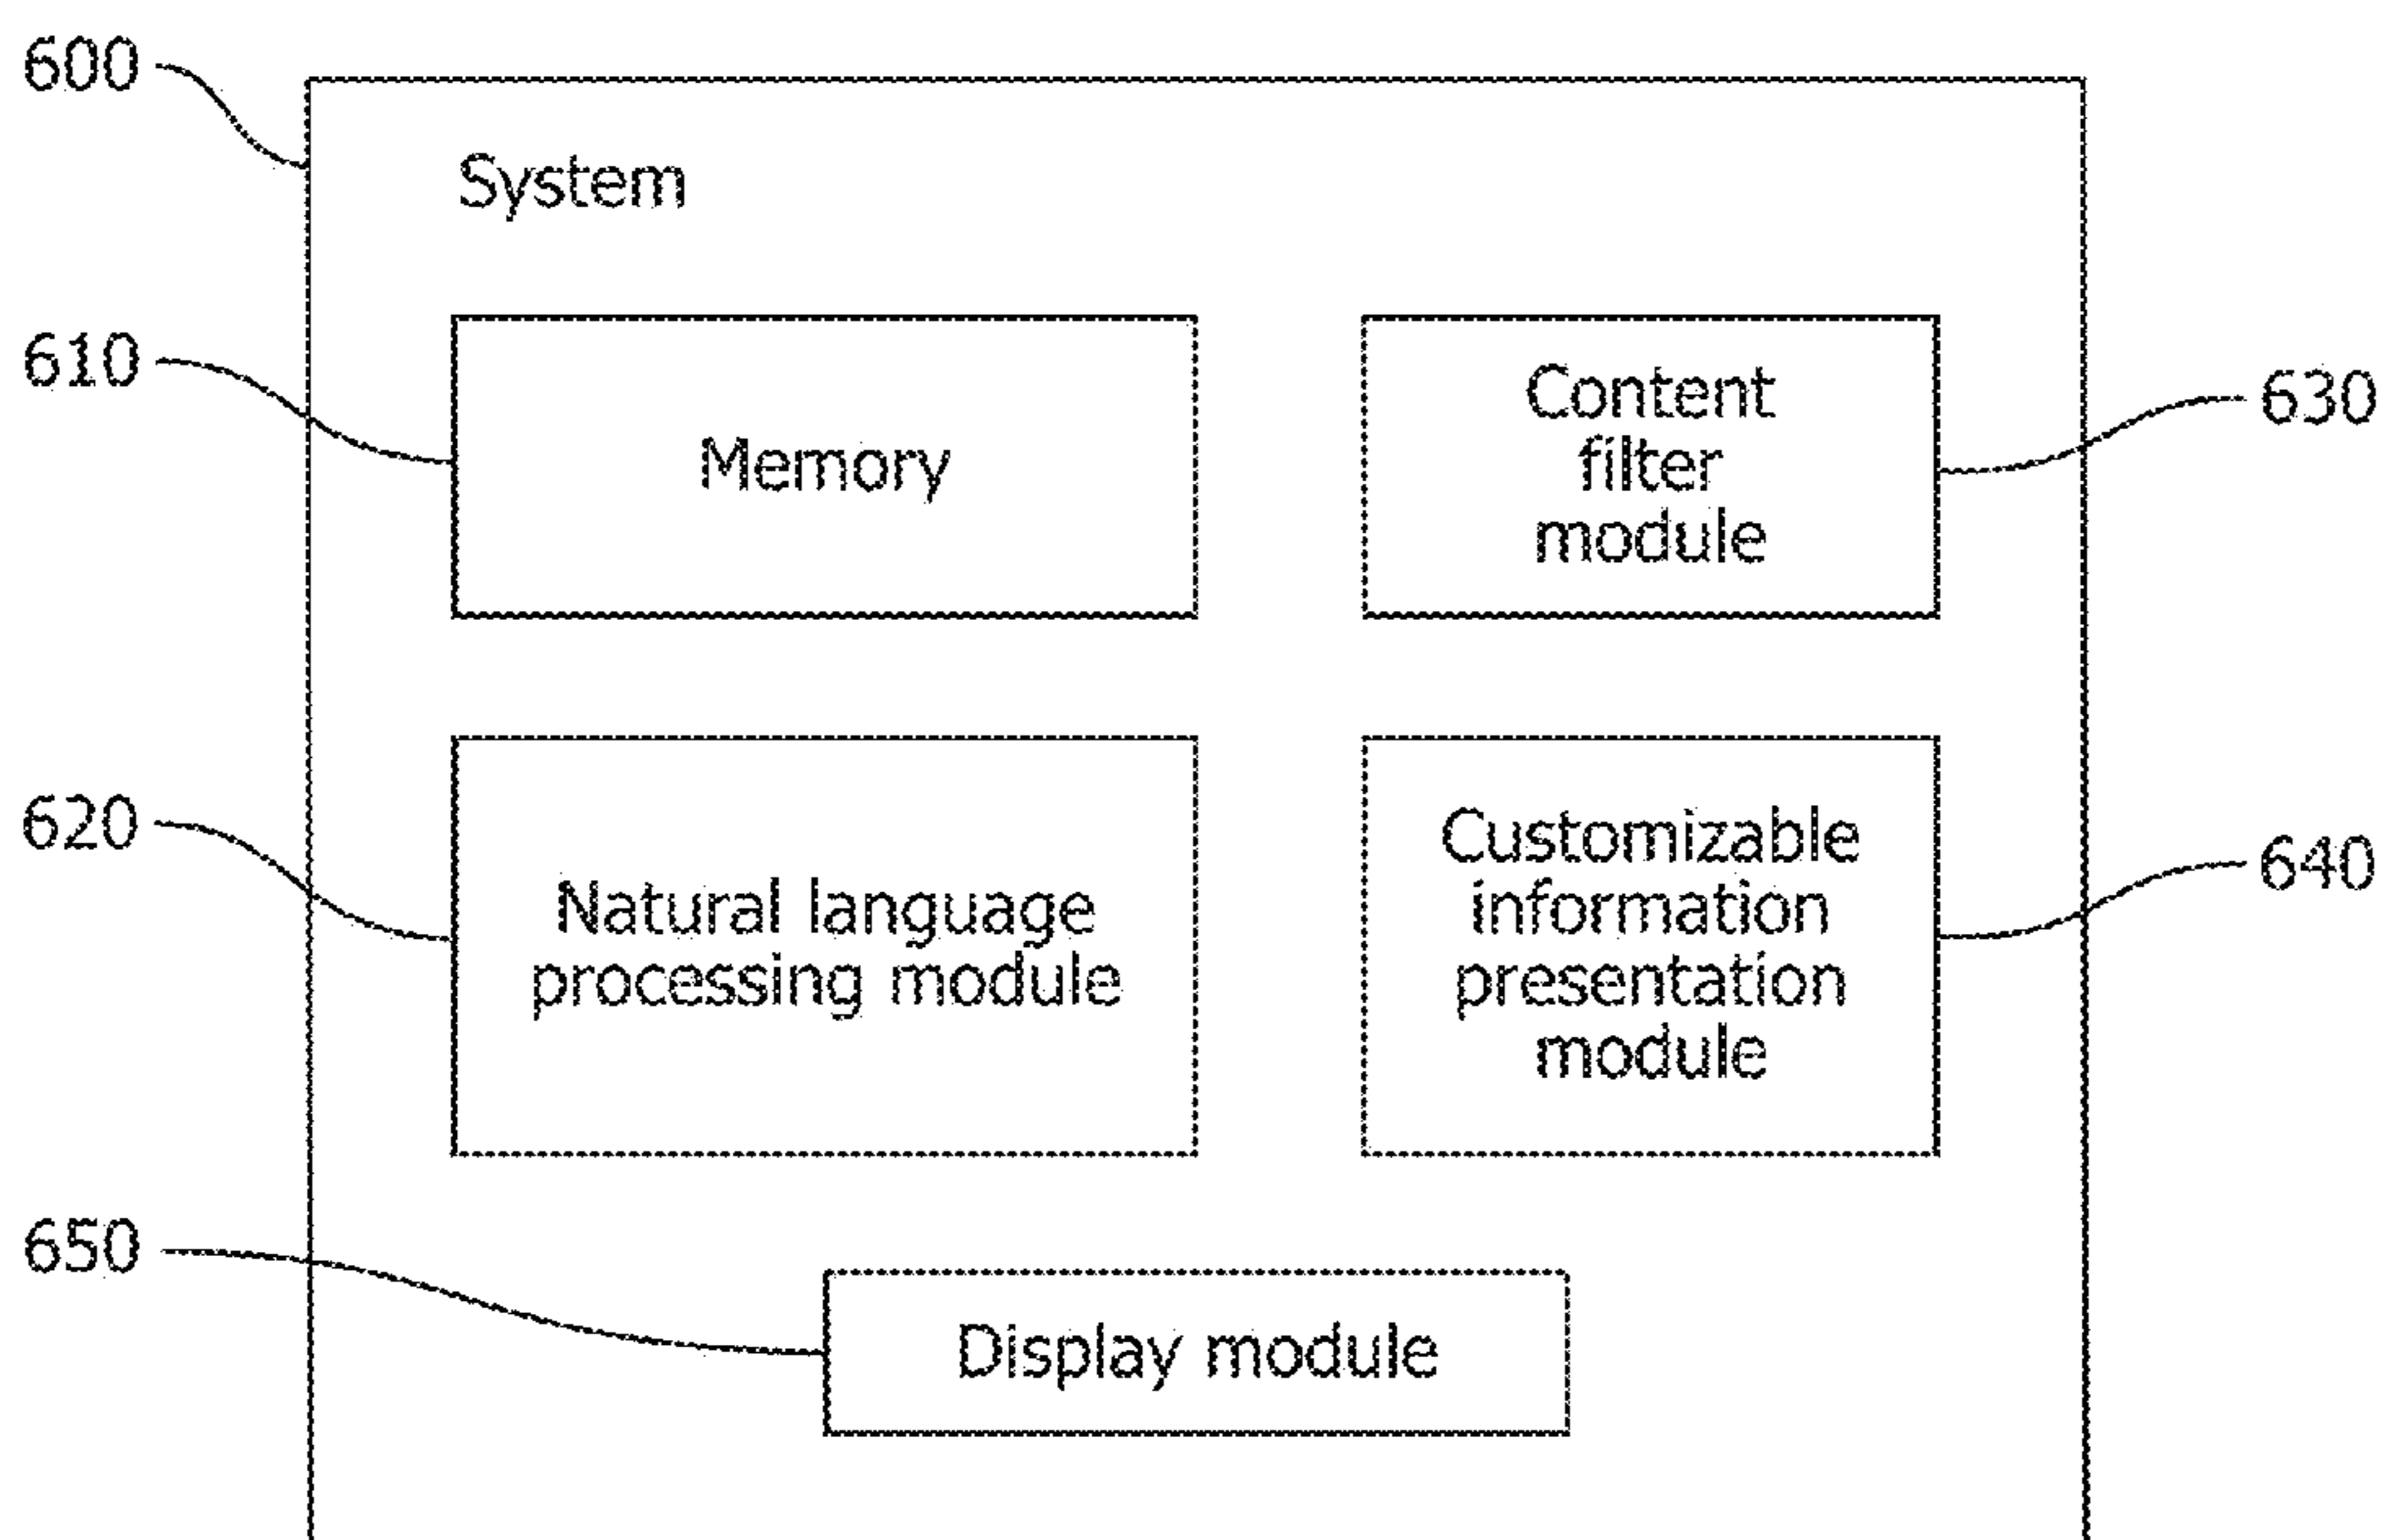 600
System
610
Memory
Content
filter
module
630
620
Natural language
processing module
Customizable
information
presentation
module
640
650
Display module